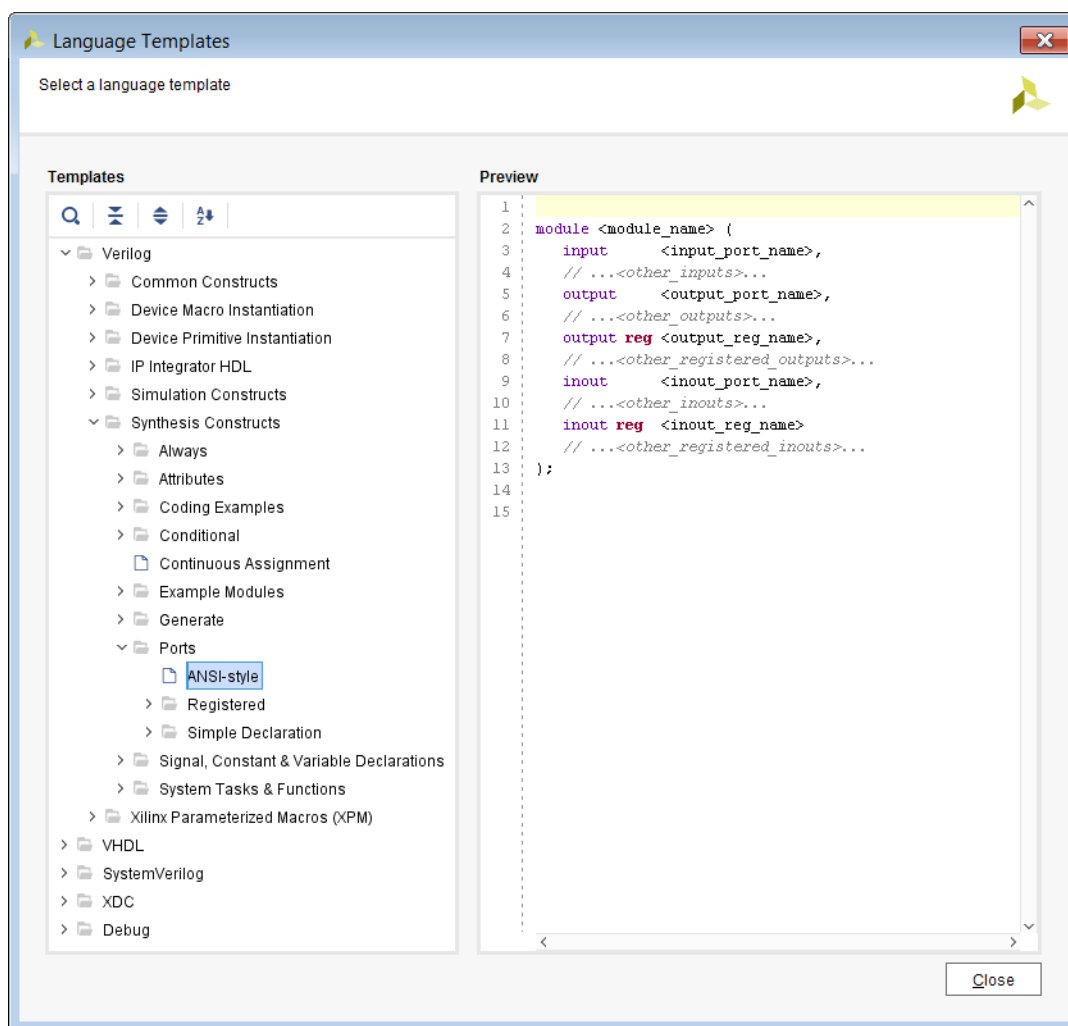 Language Templates
Select a language template
Templates
Verilog
Common Constructs
Device Macro Instantiation
Device Primitive Instantiation
IP Integrator HDL
Simulation Constructs
Synthesis Constructs
Always
Attributes
Coding Examples
Conditional
Continuous Assignment
Example Modules
Generate
Ports
ANSI-style
Registered
Simple Declaration
Signal, Constant & Variable Declarations
System Tasks & Functions
Xilinx Parameterized Macros (XPM)
VHDL
SystemVerilog
XDC
Debug
Preview
1
2 module <module_name> (
3    input      <input_port_name>,
4    // ...<other_inputs>...
5    output     <output_port_name>,
6    // ...<other_outputs>...
7    output reg <output_reg_name>,
8    // ...<other_registered_outputs>...
9    inout      <inout_port_name>,
10    // ...<other_inouts>...
11    inout reg  <inout_reg_name>
12    // ...<other_registered_inouts>...
13 );
14
15
Close